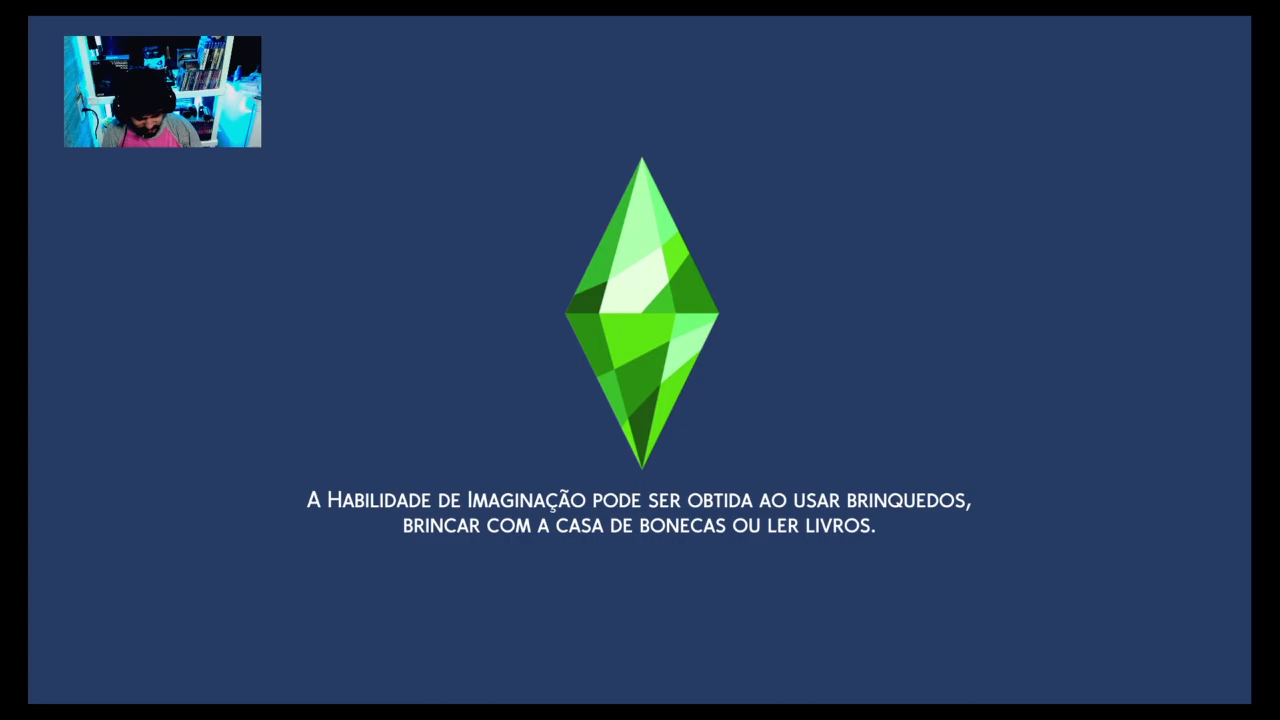 A Habilidade de Imaginação pode ser obtida ao usar brinquedos,
brincar com a casa de bonecas ou ler livros.